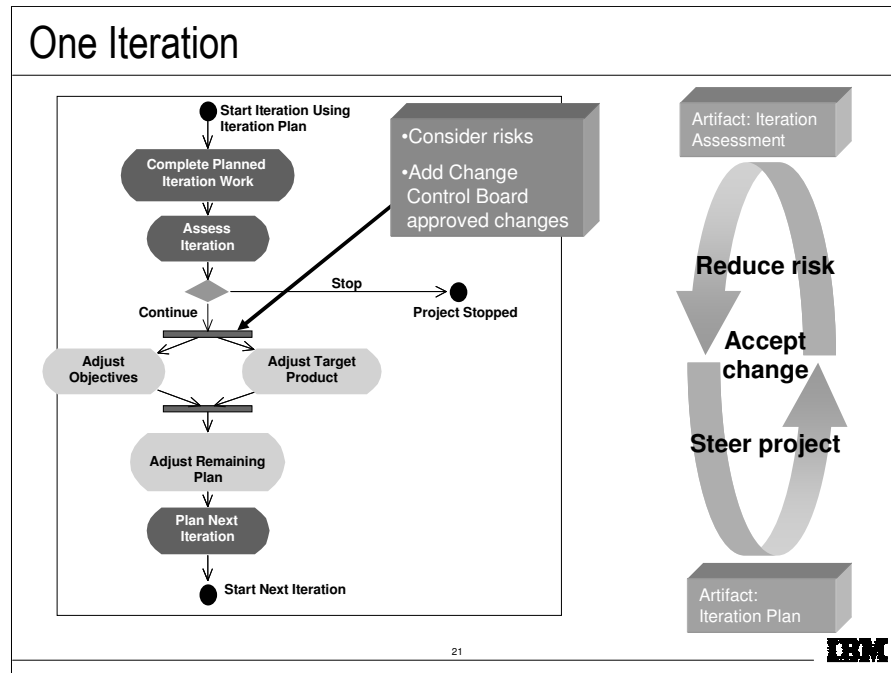 One Iteration
Start Iteration Using
Iteration Plan
Complete Planned
Iteration Work
Assess
Iteration
Stop
Continue
Project Stopped
Adjust
Objectives
Adjust Target
Product
Adjust Remaining
Plan
Plan Next
Iteration
Start Next Iteration
•Consider risks
•Add Change
Control Board
approved changes
Artifact: Iteration
Assessment
Reduce risk
Accept
change
Steer project
Artifact:
Iteration Plan
21
IBM